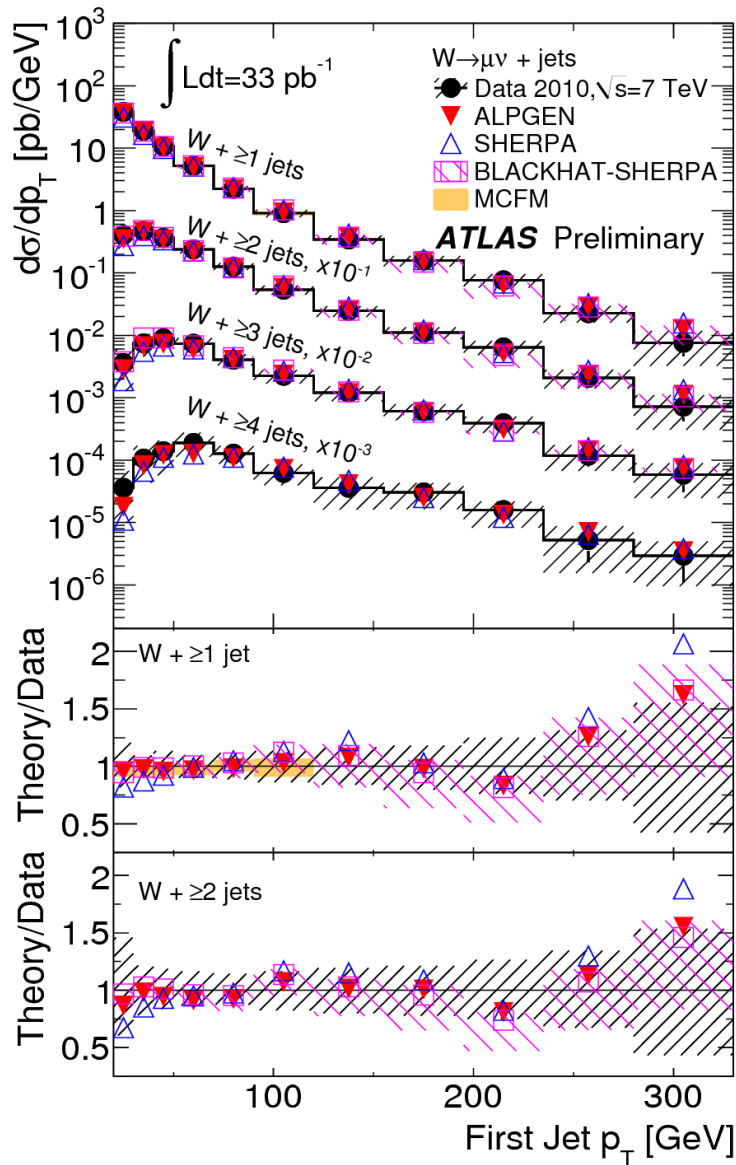 dσ/dp_T [pb/GeV]
10³
10²
10
1
10⁻¹
10⁻²
10⁻³
10⁻⁴
10⁻⁵
10⁻⁶
∫ Ldt=33 pb⁻¹
W→μν + jets
Data 2010,√s=7 TeV
ALPGEN
SHERPA
BLACKHAT-SHERPA
MCFM
ATLAS Preliminary
W + ≥1 jets
W + ≥2 jets, x10⁻¹
W + ≥3 jets, x10⁻²
W + ≥4 jets, x10⁻³
Theory/Data
W + ≥1 jet
2
1.5
1
0.5
Theory/Data
W + ≥2 jets
2
1.5
1
0.5
100 200 300
First Jet p_T [GeV]